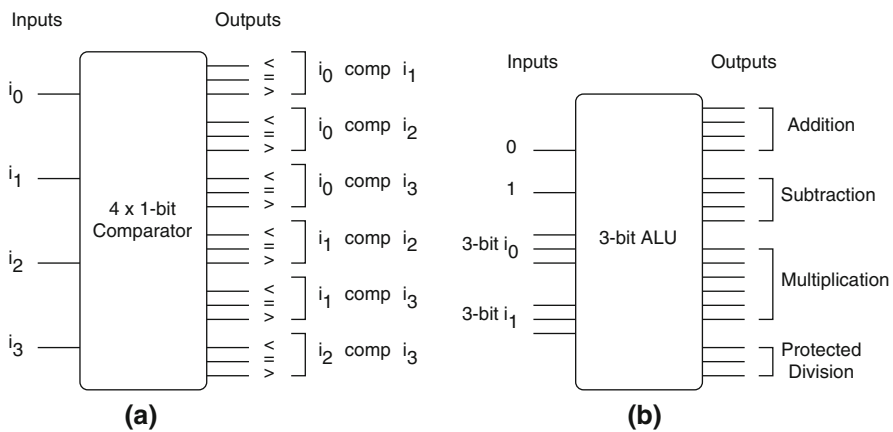 Inputs
Outputs
i0
i1
i2
i3
4 x 1-bit
Comparator
<
=
>
i0 comp i1
<
=
>
i0 comp i2
<
=
>
i0 comp i3
<
=
>
i1 comp i2
<
=
>
i1 comp i3
<
=
>
i2 comp i3
(a)
Inputs
Outputs
0
1
3-bit i0
3-bit i1
3-bit ALU
Addition
Subtraction
Multiplication
Protected
Division
(b)